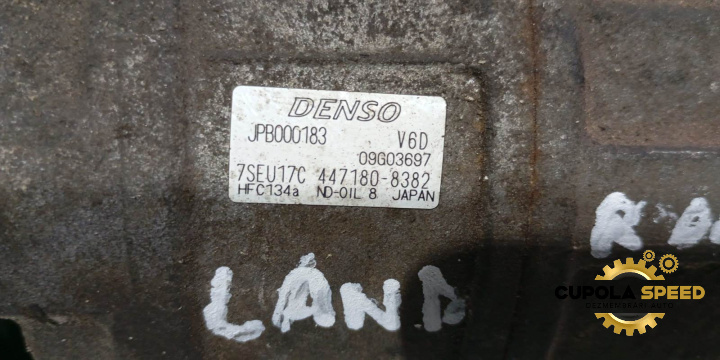 DENSO
JPB000183 V6D
09G03697
7SEU17C 447180-8382
HFC134a ND-OIL 8 JAPAN
LAND
CUPOLA SPEED